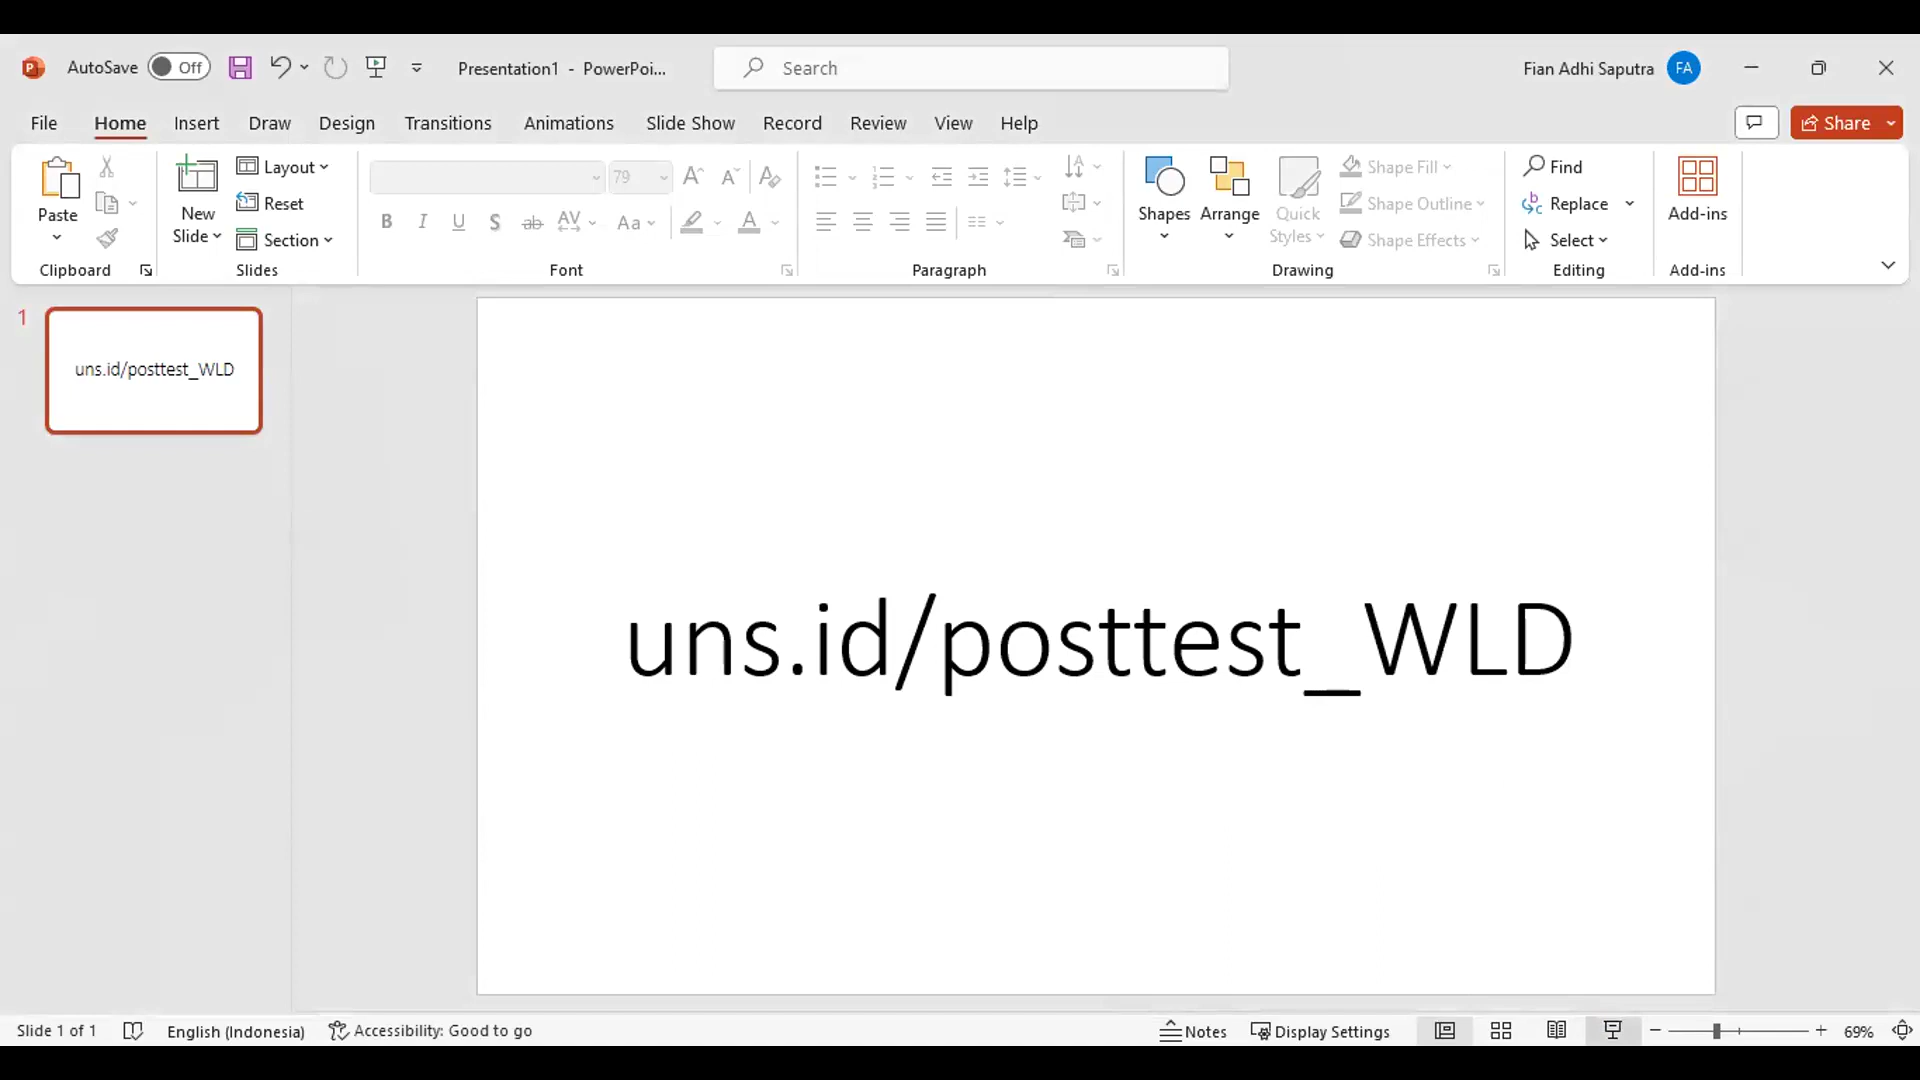 AutoSave Off Presentation1 - PowerPoi... Search Fian Adhi Saputra FA
File Home Insert Draw Design Transitions Animations Slide Show Record Review View Help Share
Paste
New Slide
Layout
Reset
Section
79
B I U S ab AV Aa A
Shapes
Arrange
Quick Styles
Shape Fill
Shape Outline
Shape Effects
Find
Replace
Select
Add-ins
Clipboard Slides Font Paragraph Drawing Editing Add-ins
1
uns.id/posttest_WLD
uns.id/posttest_WLD
Slide 1 of 1 English (Indonesia) Accessibility: Good to go Notes Display Settings 69%